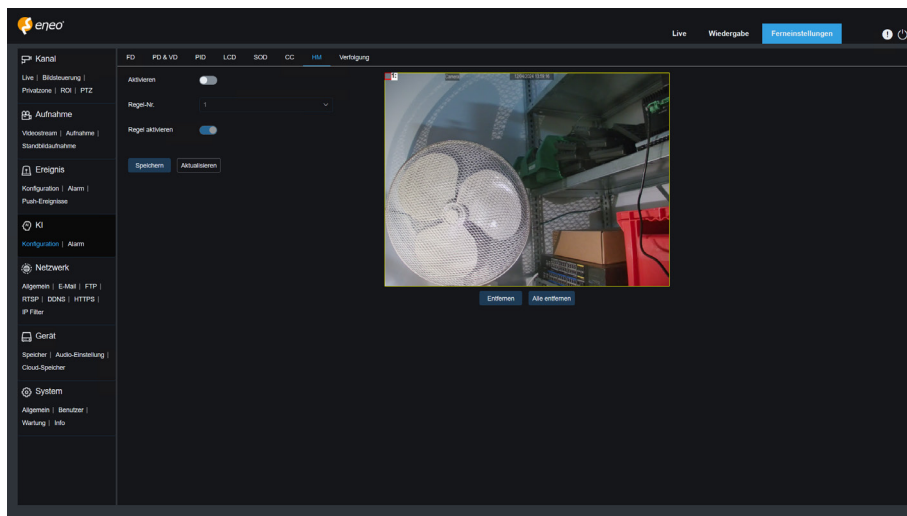 eneo
Live Wiedergabe Ferneinstellungen
Kanal
Live | Bildsteuerung |
Privatzone | ROI | PTZ
Aufnahme
Videostream | Aufnahme |
Standbildaufnahme
Ereignis
Konfiguration | Alarm |
Push-Ereignisse
KI
Konfiguration | Alarm
Netzwerk
Allgemein | E-Mail | FTP |
RTSP | DDNS | HTTPS |
IP Filter
Gerät
Speicher | Audio-Einstellung |
Cloud-Speicher
System
Allgemein | Benutzer |
Wartung | Info
FD PD & VD PID LCD SOD CC HM Verfolgung
Aktivieren
Regel-Nr. 1
Regel aktivieren
Speichern Aktualisieren
Camera
Entfernen Alle entfernen